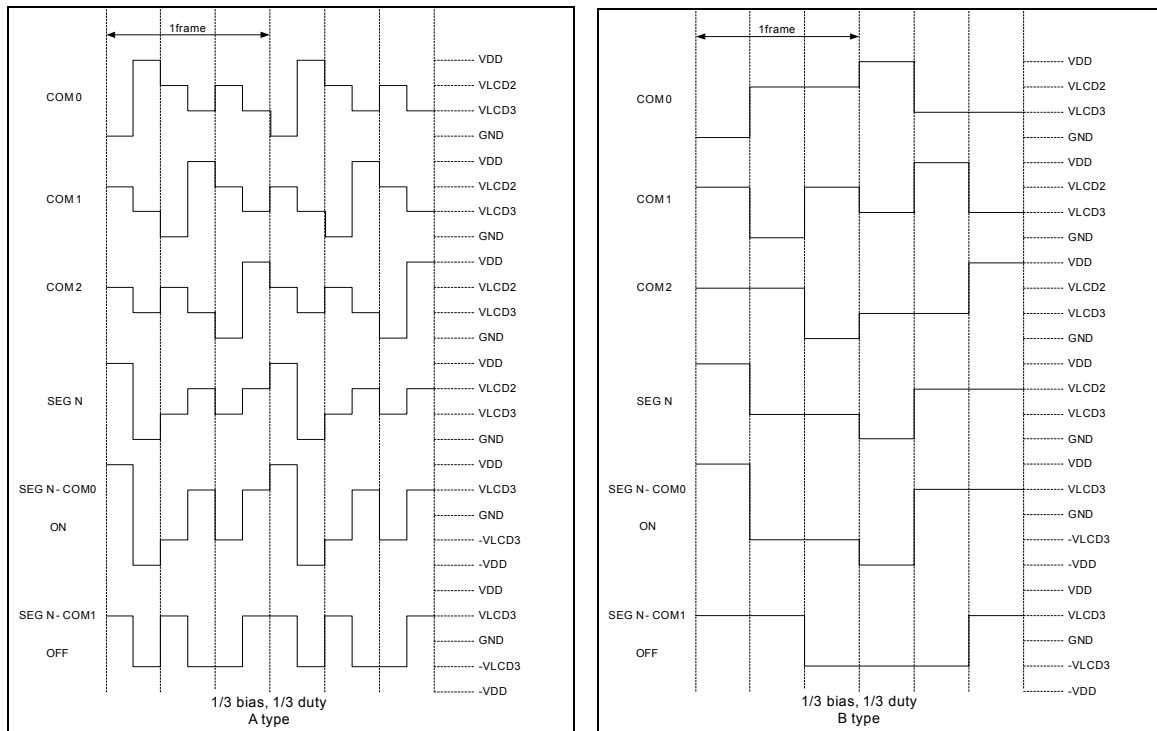 1frame
COM0
VDD
VLCD2
VLCD3
GND
COM1
VDD
VLCD2
VLCD3
GND
COM2
VDD
VLCD2
VLCD3
GND
SEG N
VDD
VLCD2
VLCD3
GND
SEG N-COM0
ON
VDD
VLCD3
GND
-VLCD3
-VDD
SEG N-COM1
OFF
VDD
VLCD3
GND
-VLCD3
-VDD
1/3 bias, 1/3 duty
A type
1frame
COM0
VDD
VLCD2
VLCD3
GND
COM1
VDD
VLCD2
VLCD3
GND
COM2
VDD
VLCD2
VLCD3
GND
SEG N
VDD
VLCD2
VLCD3
GND
SEG N-COM0
ON
VDD
VLCD3
GND
-VLCD3
-VDD
SEG N-COM1
OFF
VDD
VLCD3
GND
-VLCD3
-VDD
1/3 bias, 1/3 duty
B type